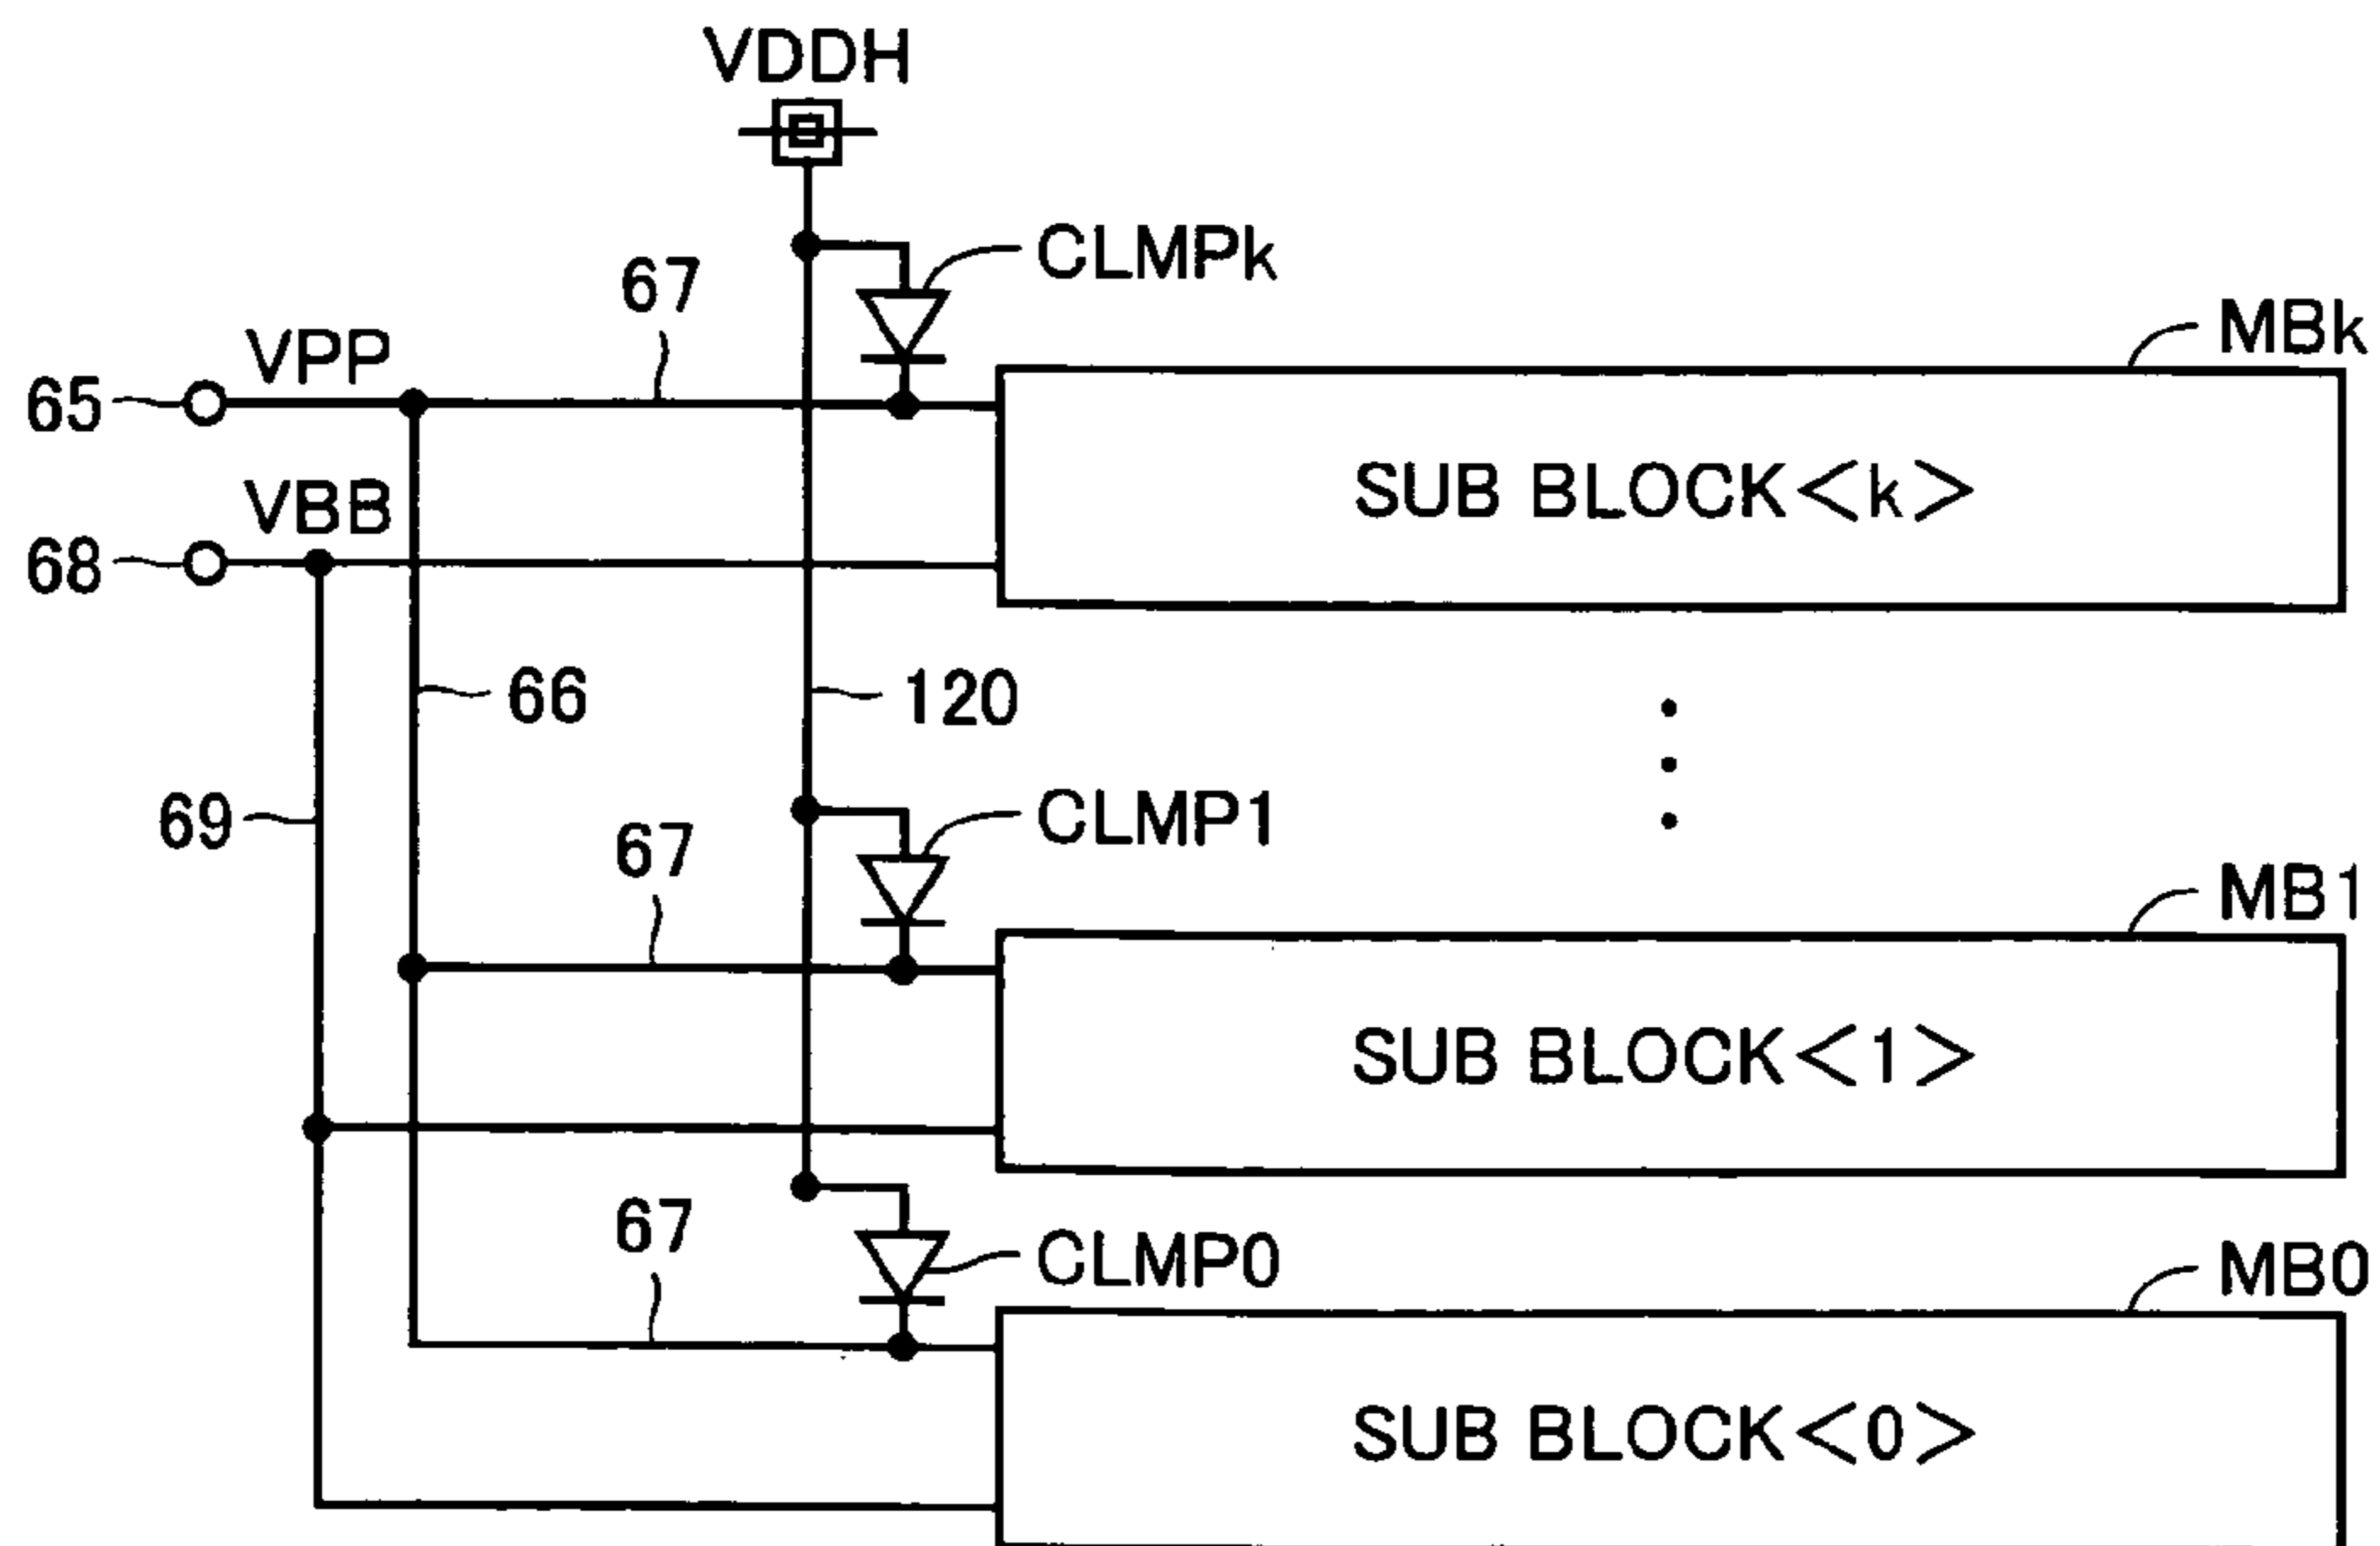 VDDH
CLMPk
67
MBk
VPP
65
SUB BLOCK<k>
VBB
68
66
120
69
CLMP1
67
MB1
SUB BLOCK<1>
67
CLMP0
MB0
SUB BLOCK<0>